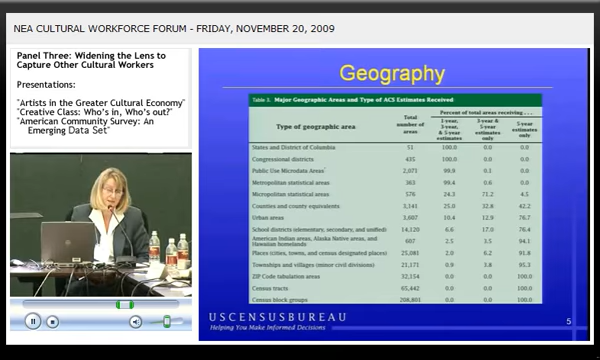 NEA CULTURAL WORKFORCE FORUM - FRIDAY, NOVEMBER 20, 2009
Panel Three: Widening the Lens to
Capture Other Cultural Workers
Presentations:
"Artists in the Greater Cultural Economy"
"Creative Class: Who's in, Who's out?"
"American Community Survey: An
Emerging Data Set"
Geography
Table 3. Major Geographic Areas and Type of ACS Estimates Received
Type of geographic area
Total number of areas
Percent of total areas receiving . . .
1-year, 3-year, & 5-year estimates
3-year & 5-year estimates only
5-year estimates only
States and District of Columbia 51 100.0 0.0 0.0
Congressional districts 435 100.0 0.0 0.0
Public Use Microdata Areas* 2,071 99.9 0.1 0.0
Metropolitan statistical areas 363 99.4 0.6 0.0
Micropolitan statistical areas 576 24.3 71.2 4.5
Counties and county equivalents 3,141 25.0 32.8 42.2
Urban areas 3,607 10.4 12.9 76.7
School districts (elementary, secondary, and unified) 14,120 6.6 17.0 76.4
American Indian areas, Alaska Native areas, and
Hawaiian homelands 607 2.5 3.5 94.1
Places (cities, towns, and census designated places) 25,081 2.0 6.2 91.8
Townships and villages (minor civil divisions) 21,171 0.9 3.8 95.3
ZIP Code tabulation areas 32,154 0.0 0.0 100.0
Census tracts 65,442 0.0 0.0 100.0
Census block groups 208,801 0.0 0.0 100.0
USCENSUSBUREAU
Helping You Make Informed Decisions
5